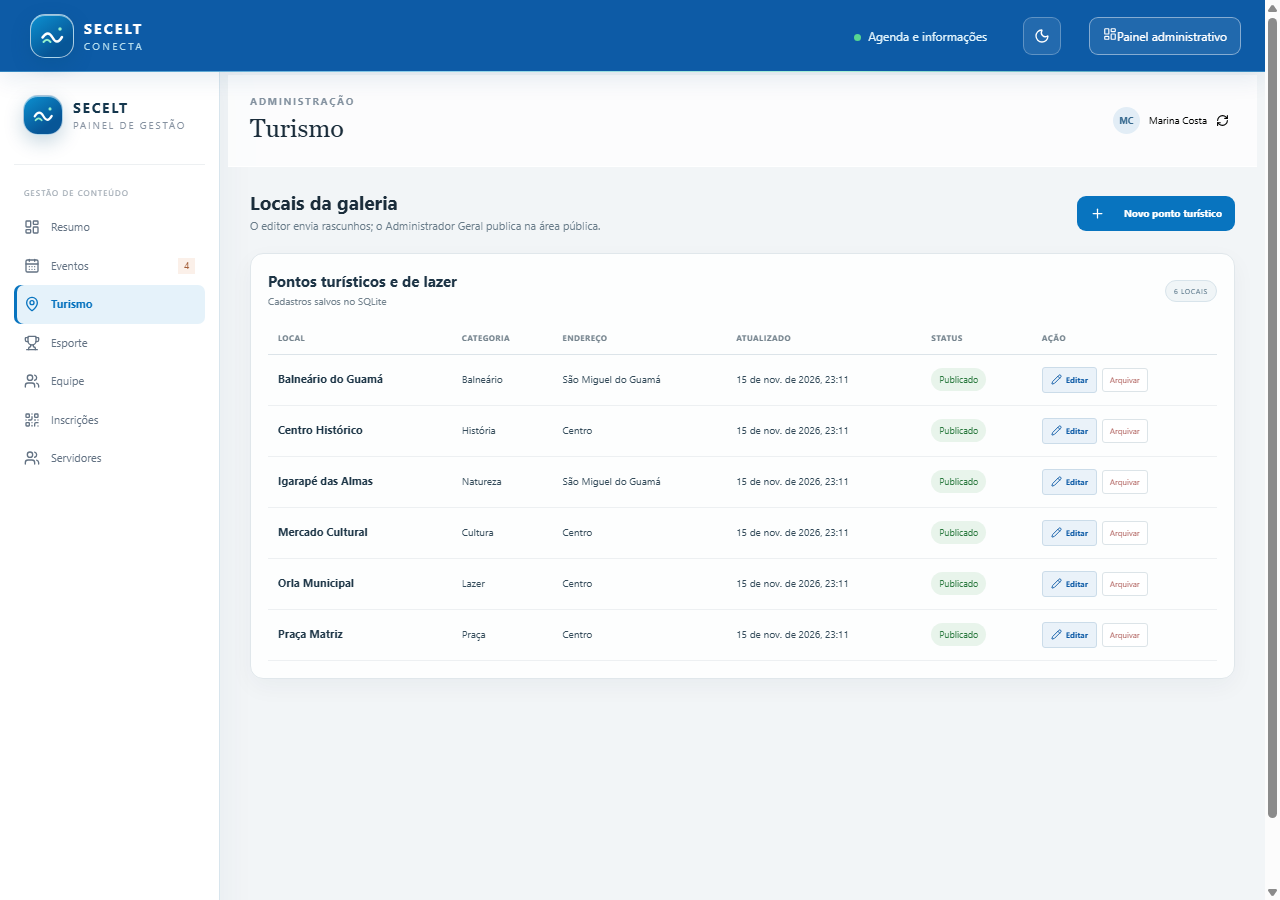 SECELT
CONECTA
Agenda e informações
Painel administrativo
SECELT
PAINEL DE GESTÃO
GESTÃO DE CONTEÚDO
Resumo
Eventos 4
Turismo
Esporte
Equipe
Inscrições
Servidores
ADMINISTRAÇÃO
Turismo
MC Marina Costa
Locais da galeria
O editor envia rascunhos; o Administrador Geral publica na área pública.
Novo ponto turístico
Pontos turísticos e de lazer
Cadastros salvos no SQLite
6 LOCAIS
LOCAL CATEGORIA ENDEREÇO ATUALIZADO STATUS AÇÃO
Balneário do Guamá Balneário São Miguel do Guamá 15 de nov. de 2026, 23:11 Publicado Editar Arquivar
Centro Histórico História Centro 15 de nov. de 2026, 23:11 Publicado Editar Arquivar
Igarapé das Almas Natureza São Miguel do Guamá 15 de nov. de 2026, 23:11 Publicado Editar Arquivar
Mercado Cultural Cultura Centro 15 de nov. de 2026, 23:11 Publicado Editar Arquivar
Orla Municipal Lazer Centro 15 de nov. de 2026, 23:11 Publicado Editar Arquivar
Praça Matriz Praça Centro 15 de nov. de 2026, 23:11 Publicado Editar Arquivar